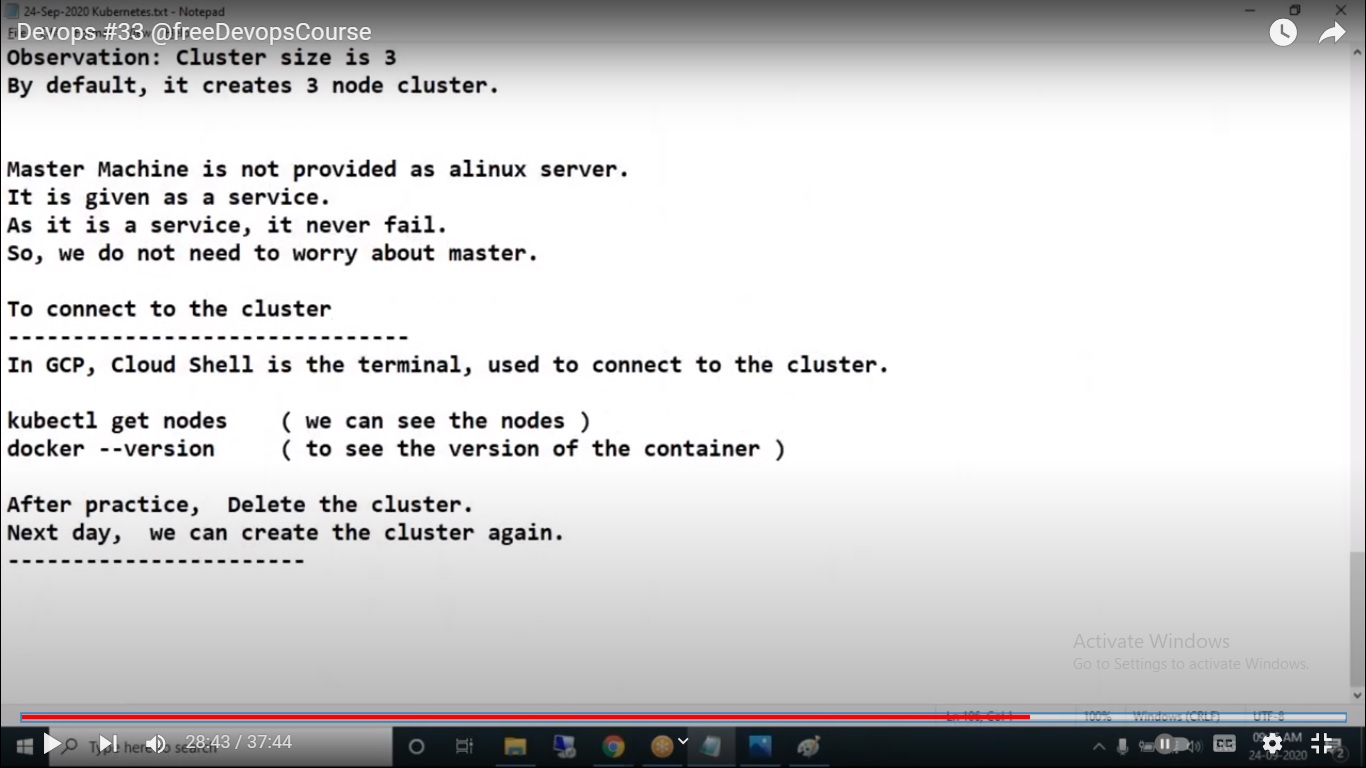 24-Sep-2020 Kubernetes.txt - Notepad
Devops #33 @freeDevopsCourse
Observation: Cluster size is 3
By default, it creates 3 node cluster.
Master Machine is not provided as alinux server.
It is given as a service.
As it is a service, it never fail.
So, we do not need to worry about master.
To connect to the cluster
-------------------------------
In GCP, Cloud Shell is the terminal, used to connect to the cluster.
kubectl get nodes ( we can see the nodes )
docker --version ( to see the version of the container )
After practice, Delete the cluster.
Next day, we can create the cluster again.
-----------------------
Activate Windows
Go to Settings to activate Windows.
Ln 106, Col 1 100% Windows (CRLF) UTF-8
Type here to search
28:43 / 37:44
CC
AM
24-09-2020
2